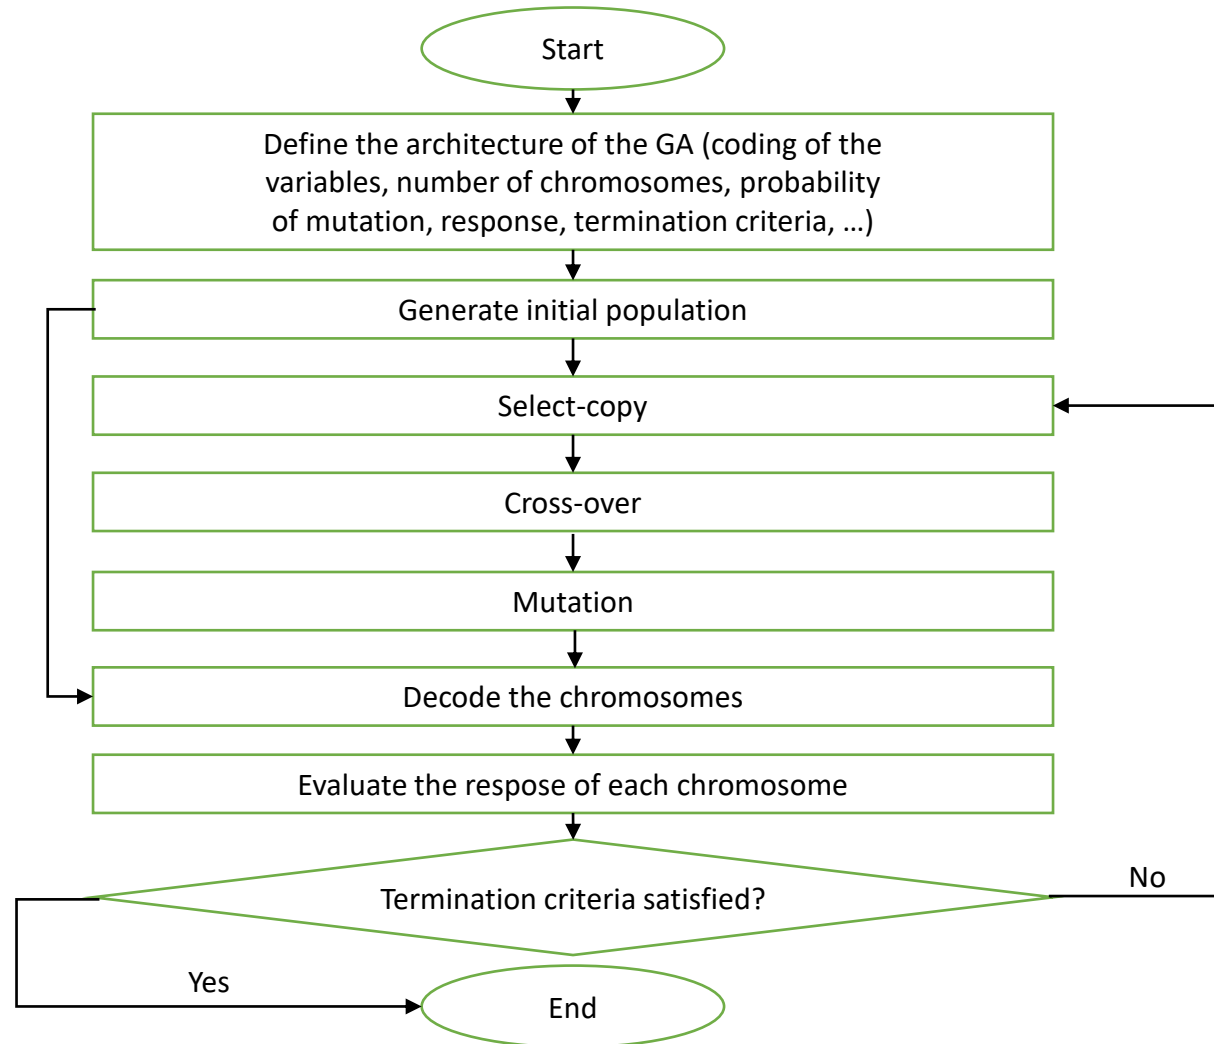 Start
Define the architecture of the GA (coding of the
variables, number of chromosomes, probability
of mutation, response, termination criteria, …)
Generate initial population
Select-copy
Cross-over
Mutation
Decode the chromosomes
Evaluate the respose of each chromosome
Termination criteria satisfied?
No
Yes
End